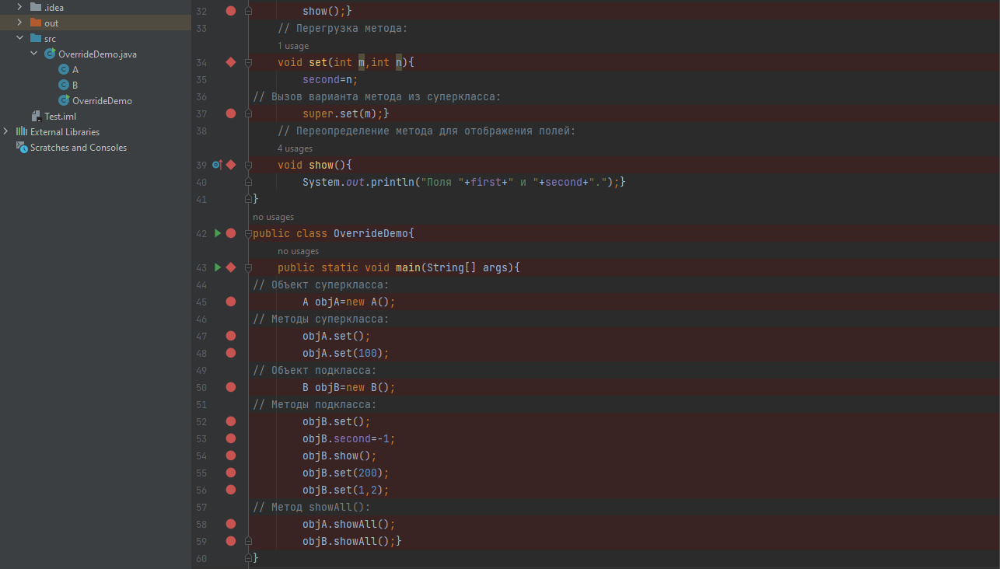 .idea
out
src
OverrideDemo.java
A
B
OverrideDemo
Test.iml
External Libraries
Scratches and Consoles
32 show();}
33 // Перегрузка метода:
1 usage
34 void set(int m,int n){
35 second=n;
36 // Вызов варианта метода из суперкласса:
37 super.set(m);}
38 // Переопределение метода для отображения полей:
4 usages
39 void show(){
40 System.out.println("Поля "+first+" и "+second+".");}
41 }
no usages
42 public class OverrideDemo{
no usages
43 public static void main(String[] args){
44 // Объект суперкласса:
45 A objA=new A();
46 // Методы суперкласса:
47 objA.set();
48 objA.set(100);
49 // Объект подкласса:
50 B objB=new B();
51 // Методы подкласса:
52 objB.set();
53 objB.second=-1;
54 objB.show();
55 objB.set(200);
56 objB.set(1,2);
57 // Метод showAll():
58 objA.showAll();
59 objB.showAll();}
60 }